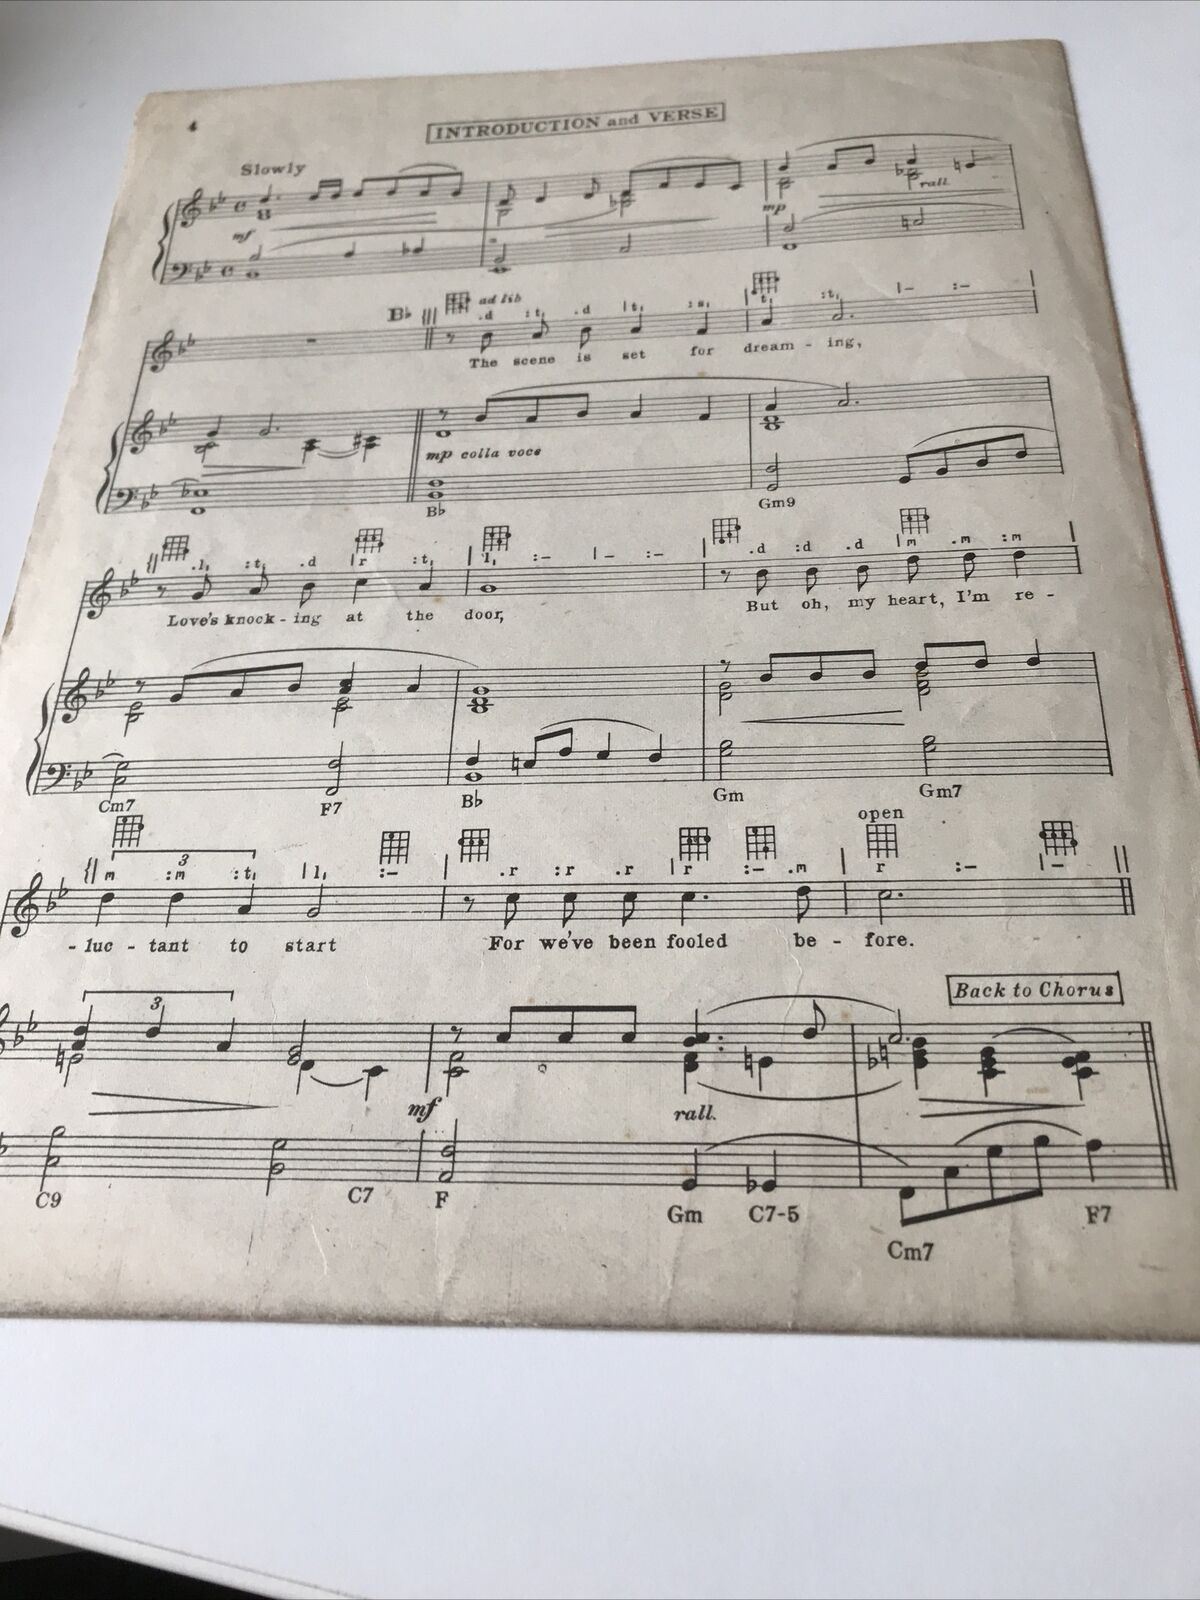 4
INTRODUCTION and VERSE
Slowly
mf
mp
rall.
B♭
ad lib
.d :t, .d |t, :s, | t, :t, |– :– |
The scene is set for dream - ing,
mp colla voce
B♭ Gm9
.l, :t, .d |r :t, | l, :– |– :– | .d :d .d |m .m :m |
Love's knock - ing at the door, But oh, my heart, I'm re -
Cm7 F7 B♭ Gm Gm7
open
3
m :m :t, |l, :– | .r :r .r |r :– .m | r :– |–
- luc - tant to start For we've been fooled be - fore.
Back to Chorus
3
mf
rall.
C9 C7 F Gm C7-5 Cm7 F7